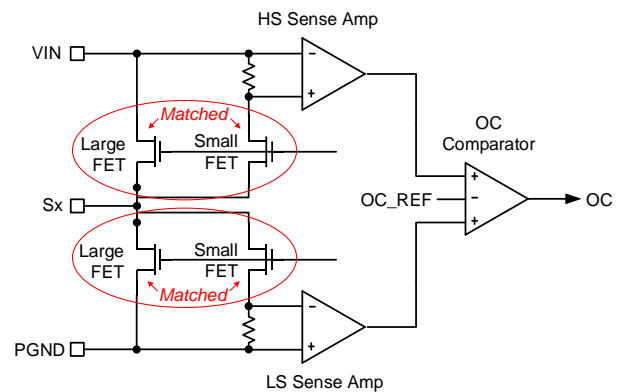 HS Sense Amp
VIN
−
+
Matched
Large
FET
Small
FET
OC
Comparator
+
Sx
OC_REF
−
OC
+
Large
FET
Small
FET
Matched
−
+
PGND
LS Sense Amp